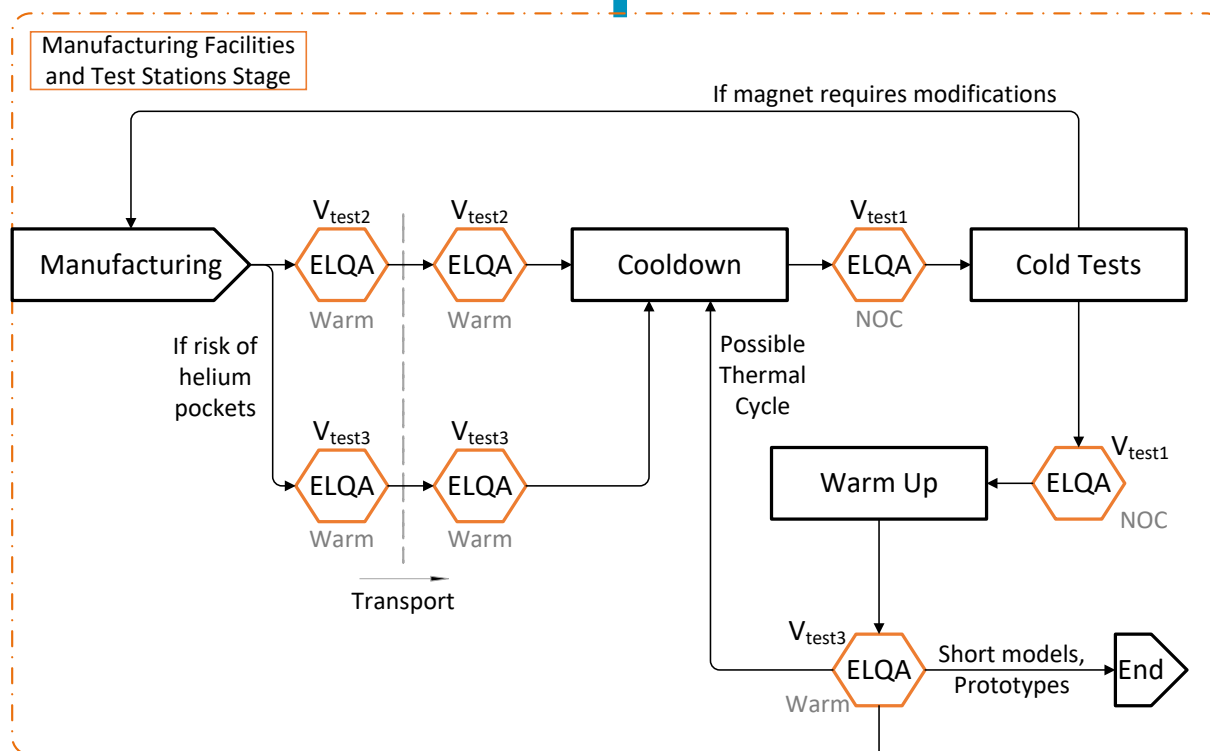 Manufacturing Facilities
and Test Stations Stage
If magnet requires modifications
Vtest2
Vtest2
Vtest1
Manufacturing
ELQA
ELQA
Cooldown
ELQA
Cold Tests
Warm
Warm
NOC
If risk of
helium
pockets
Possible
Thermal
Cycle
Vtest3
Vtest3
Vtest1
ELQA
ELQA
Warm Up
ELQA
Warm
Warm
NOC
Transport
Vtest3
ELQA
Short models,
Prototypes
End
Warm